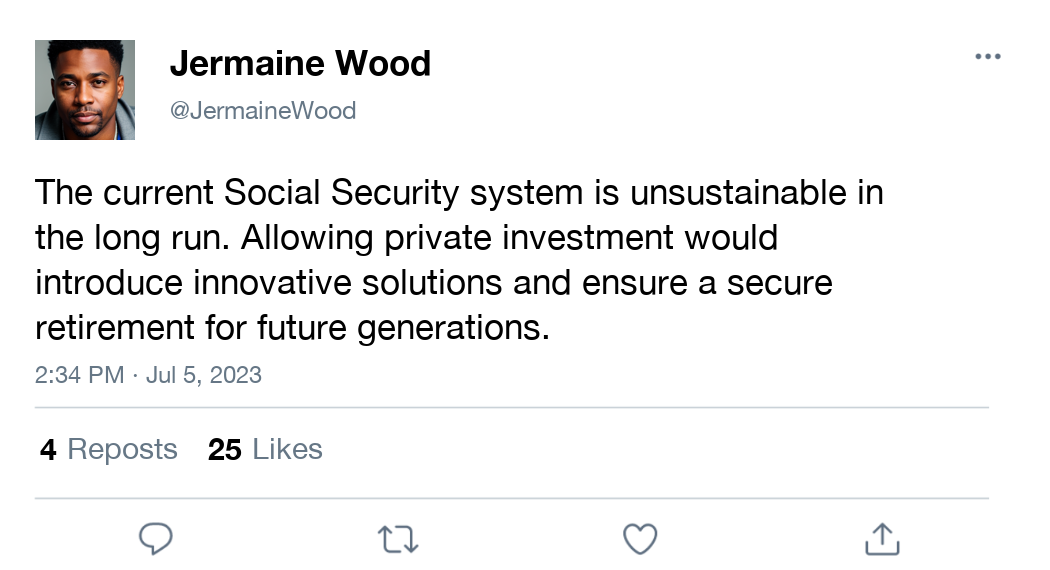 Jermaine Wood
@JermaineWood
The current Social Security system is unsustainable in
the long run. Allowing private investment would
introduce innovative solutions and ensure a secure
retirement for future generations.
2:34 PM · Jul 5, 2023
4 Reposts 25 Likes